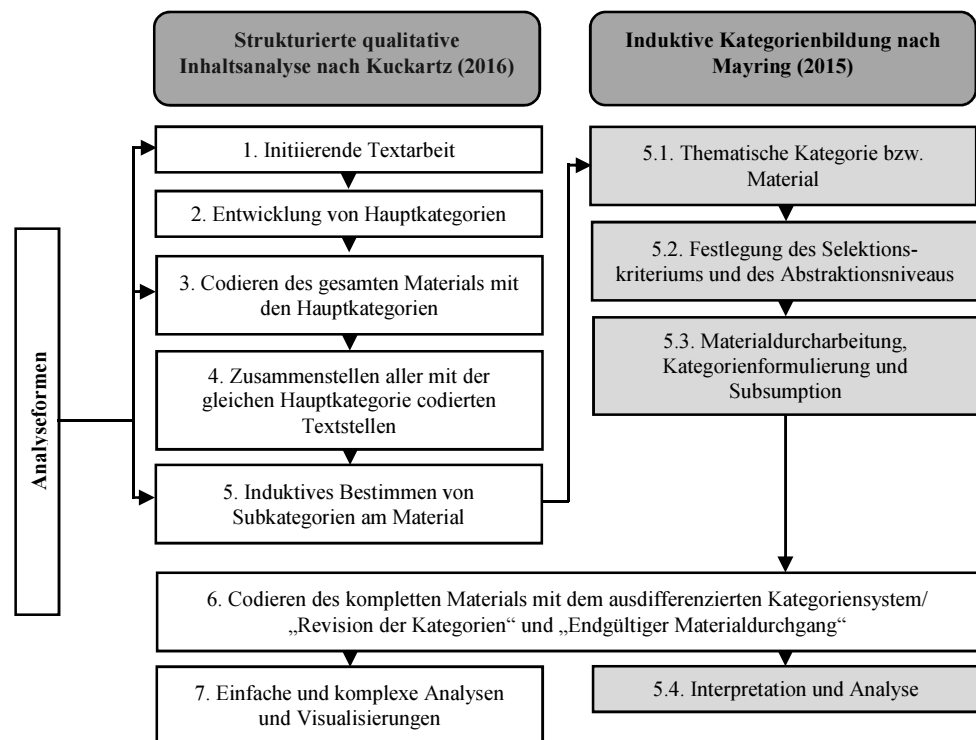 Strukturierte qualitative
Inhaltsanalyse nach Kuckartz (2016)
Induktive Kategorienbildung nach
Mayring (2015)
Analyseformen
1. Initiierende Textarbeit
2. Entwicklung von Hauptkategorien
3. Codieren des gesamten Materials mit
den Hauptkategorien
4. Zusammenstellen aller mit der
gleichen Hauptkategorie codierten
Textstellen
5. Induktives Bestimmen von
Subkategorien am Material
5.1. Thematische Kategorie bzw.
Material
5.2. Festlegung des Selektions-
kriteriums und des Abstraktionsniveaus
5.3. Materialdurcharbeitung,
Kategorienformulierung und
Subsumption
6. Codieren des kompletten Materials mit dem ausdifferenzierten Kategoriensystem/
„Revision der Kategorien“ und „Endgültiger Materialdurchgang“
7. Einfache und komplexe Analysen
und Visualisierungen
5.4. Interpretation und Analyse